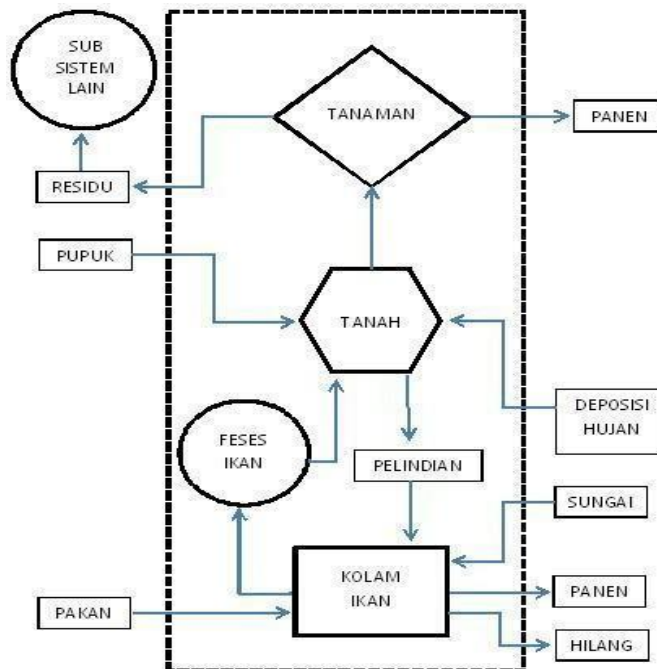 SUB
SISTEM
LAIN
TANAMAN
PANEN
RESIDU
PUPUK
TANAH
DEPOSISI
HUJAN
FESES
IKAN
PELINDIAN
SUNGAI
KOLAM
IKAN
PANEN
PAKAN
HILANG